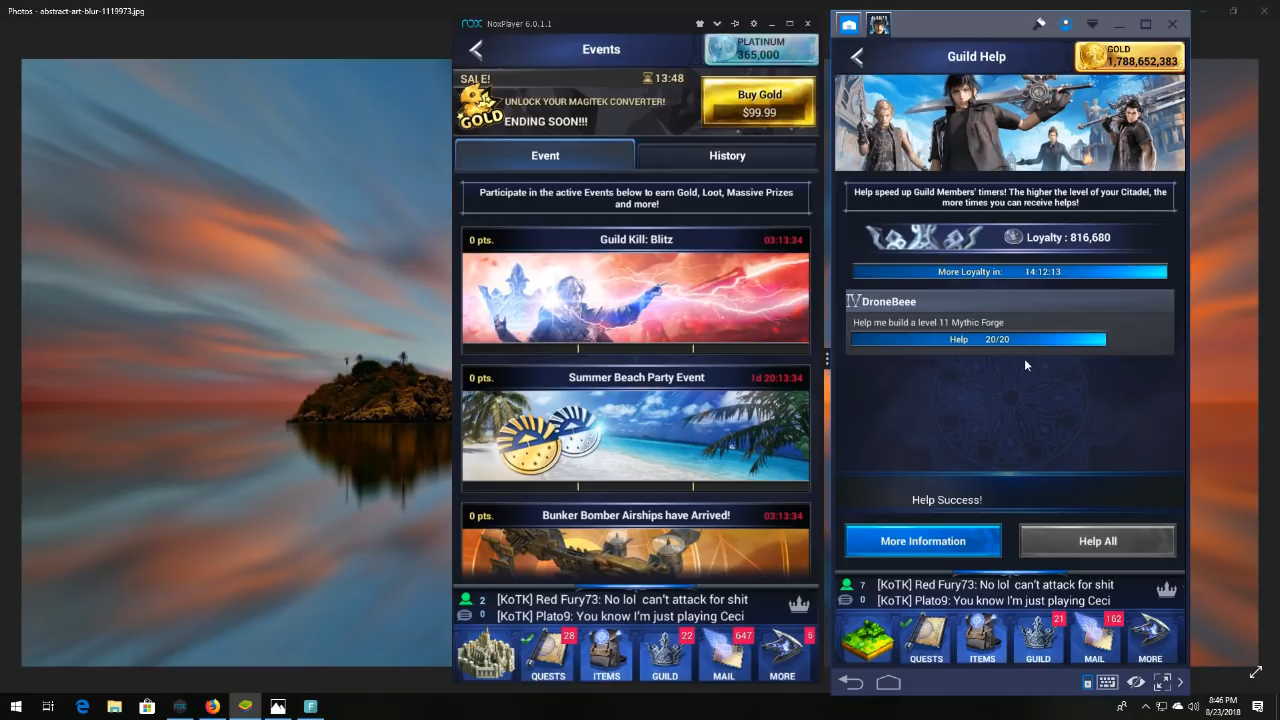 Photos - abstract-art-blur-1119973.jpg
nox NoxPlayer 6.0.1.1
Events
PLATINUM
365,000
SALE!
13:48
UNLOCK YOUR MAGITEK CONVERTER!
GOLD
ENDING SOON!!!
Buy Gold
$99.99
Event
History
Participate in the active Events below to earn Gold, Loot, Massive Prizes
and more!
0 pts.
Guild Kill: Blitz
03:13:34
0 pts.
Summer Beach Party Event
1d 20:13:34
0 pts.
Bunker Bomber Airships have Arrived!
03:13:34
2 [KoTK] Red Fury73: No lol can't attack for shit
0 [KoTK] Plato9: You know I'm just playing Ceci
28
22
647
6
QUESTS
ITEMS
GUILD
MAIL
MORE
Guild Help
GOLD
1,788,652,383
Help speed up Guild Members' timers! The higher the level of your Citadel, the
more times you can receive helps!
Loyalty : 816,680
More Loyalty in: 14:12:13
IV DroneBeee
Help me build a level 11 Mythic Forge
Help 20/20
Help Success!
More Information
Help All
7 [KoTK] Red Fury73: No lol can't attack for shit
0 [KoTK] Plato9: You know I'm just playing Ceci
21
162
QUESTS
ITEMS
GUILD
MAIL
MORE
8:46 PM
8/23/2018